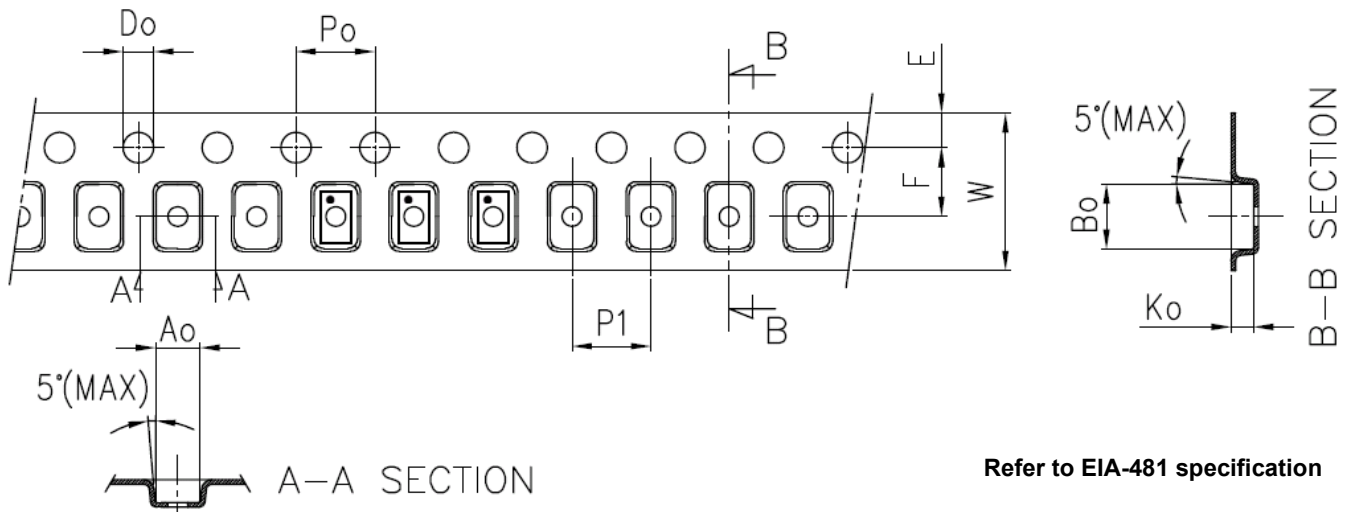 Do
Po
B
E
5°(MAX)
F
W
Bo
B-B SECTION
A
A
Ko
P1
B
Ao
5°(MAX)
A-A SECTION
Refer to EIA-481 specification